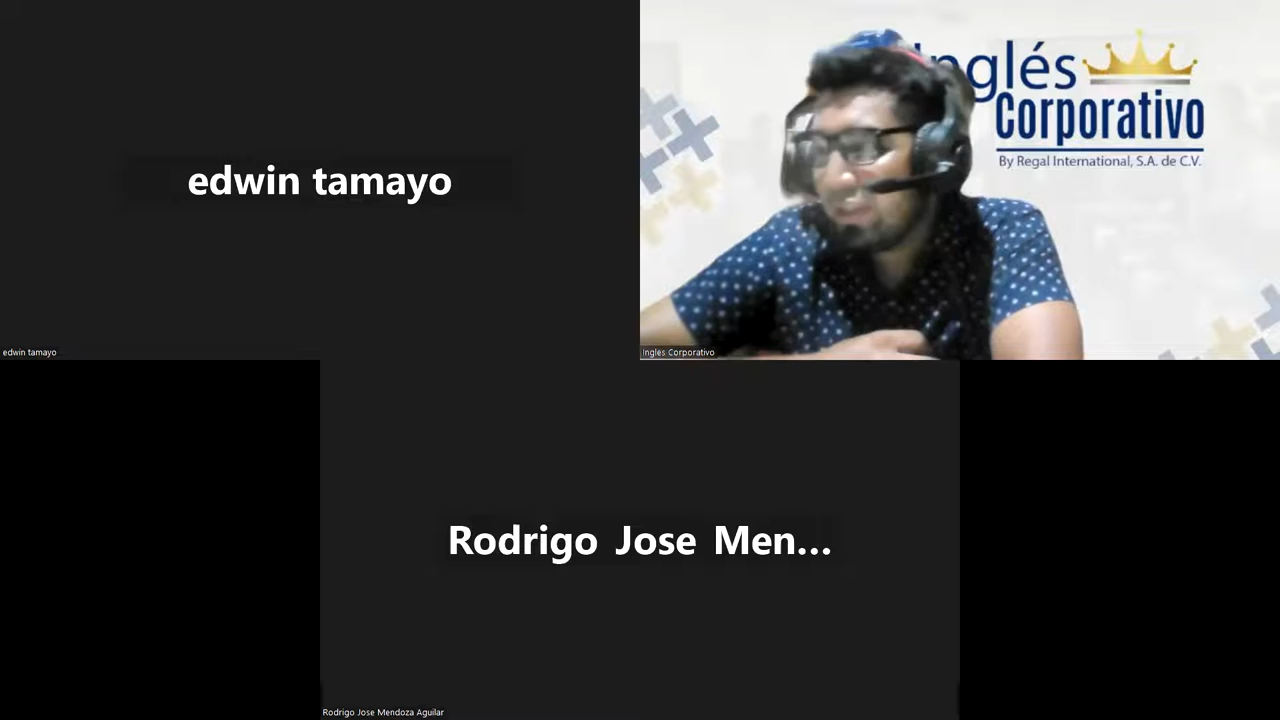 edwin tamayo
edwin tamayo
Inglés
Corporativo
By Regal International, S.A. de C.V.
Ingles Corporativo
Rodrigo Jose Men...
Rodrigo Jose Mendoza Aguilar